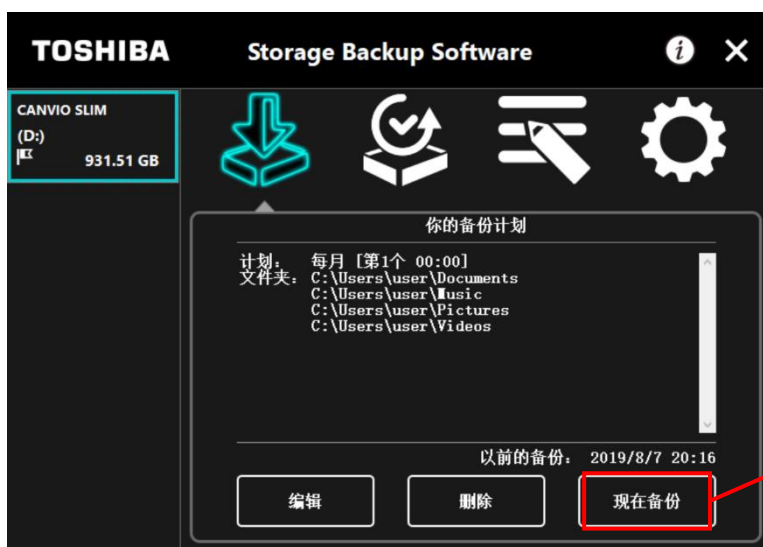 TOSHIBA Storage Backup Software i
CANVIO SLIM
(D:)
931.51 GB
你的备份计划
计划: 每月 [第1个 00:00]
文件夹: C:\Users\user\Documents
C:\Users\user\Music
C:\Users\user\Pictures
C:\Users\user\Videos
以前的备份: 2019/8/7 20:16
编辑 删除 现在备份